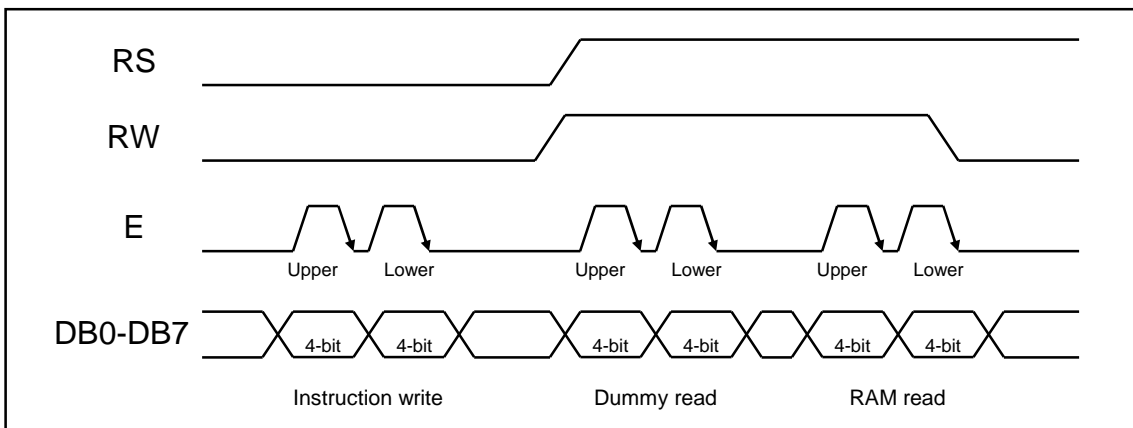 RS
RW
E
Upper Lower Upper Lower Upper Lower
DB0-DB7
4-bit 4-bit 4-bit 4-bit 4-bit 4-bit
Instruction write Dummy read RAM read